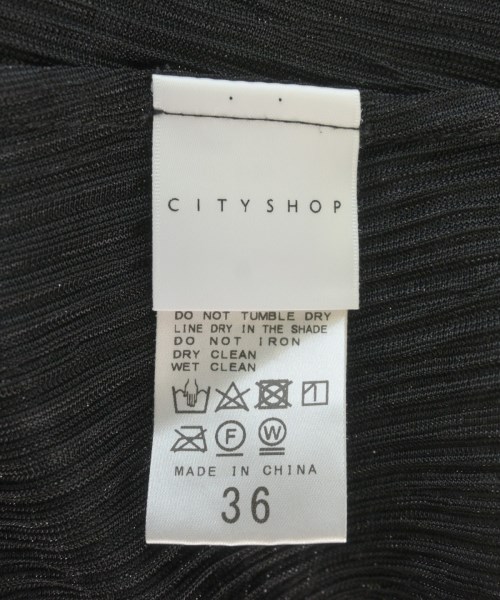 CITYSHOP
DO NOT TUMBLE DRY
LINE DRY IN THE SHADE
DO NOT IRON
DRY CLEAN
WET CLEAN
F W
MADE IN CHINA
36